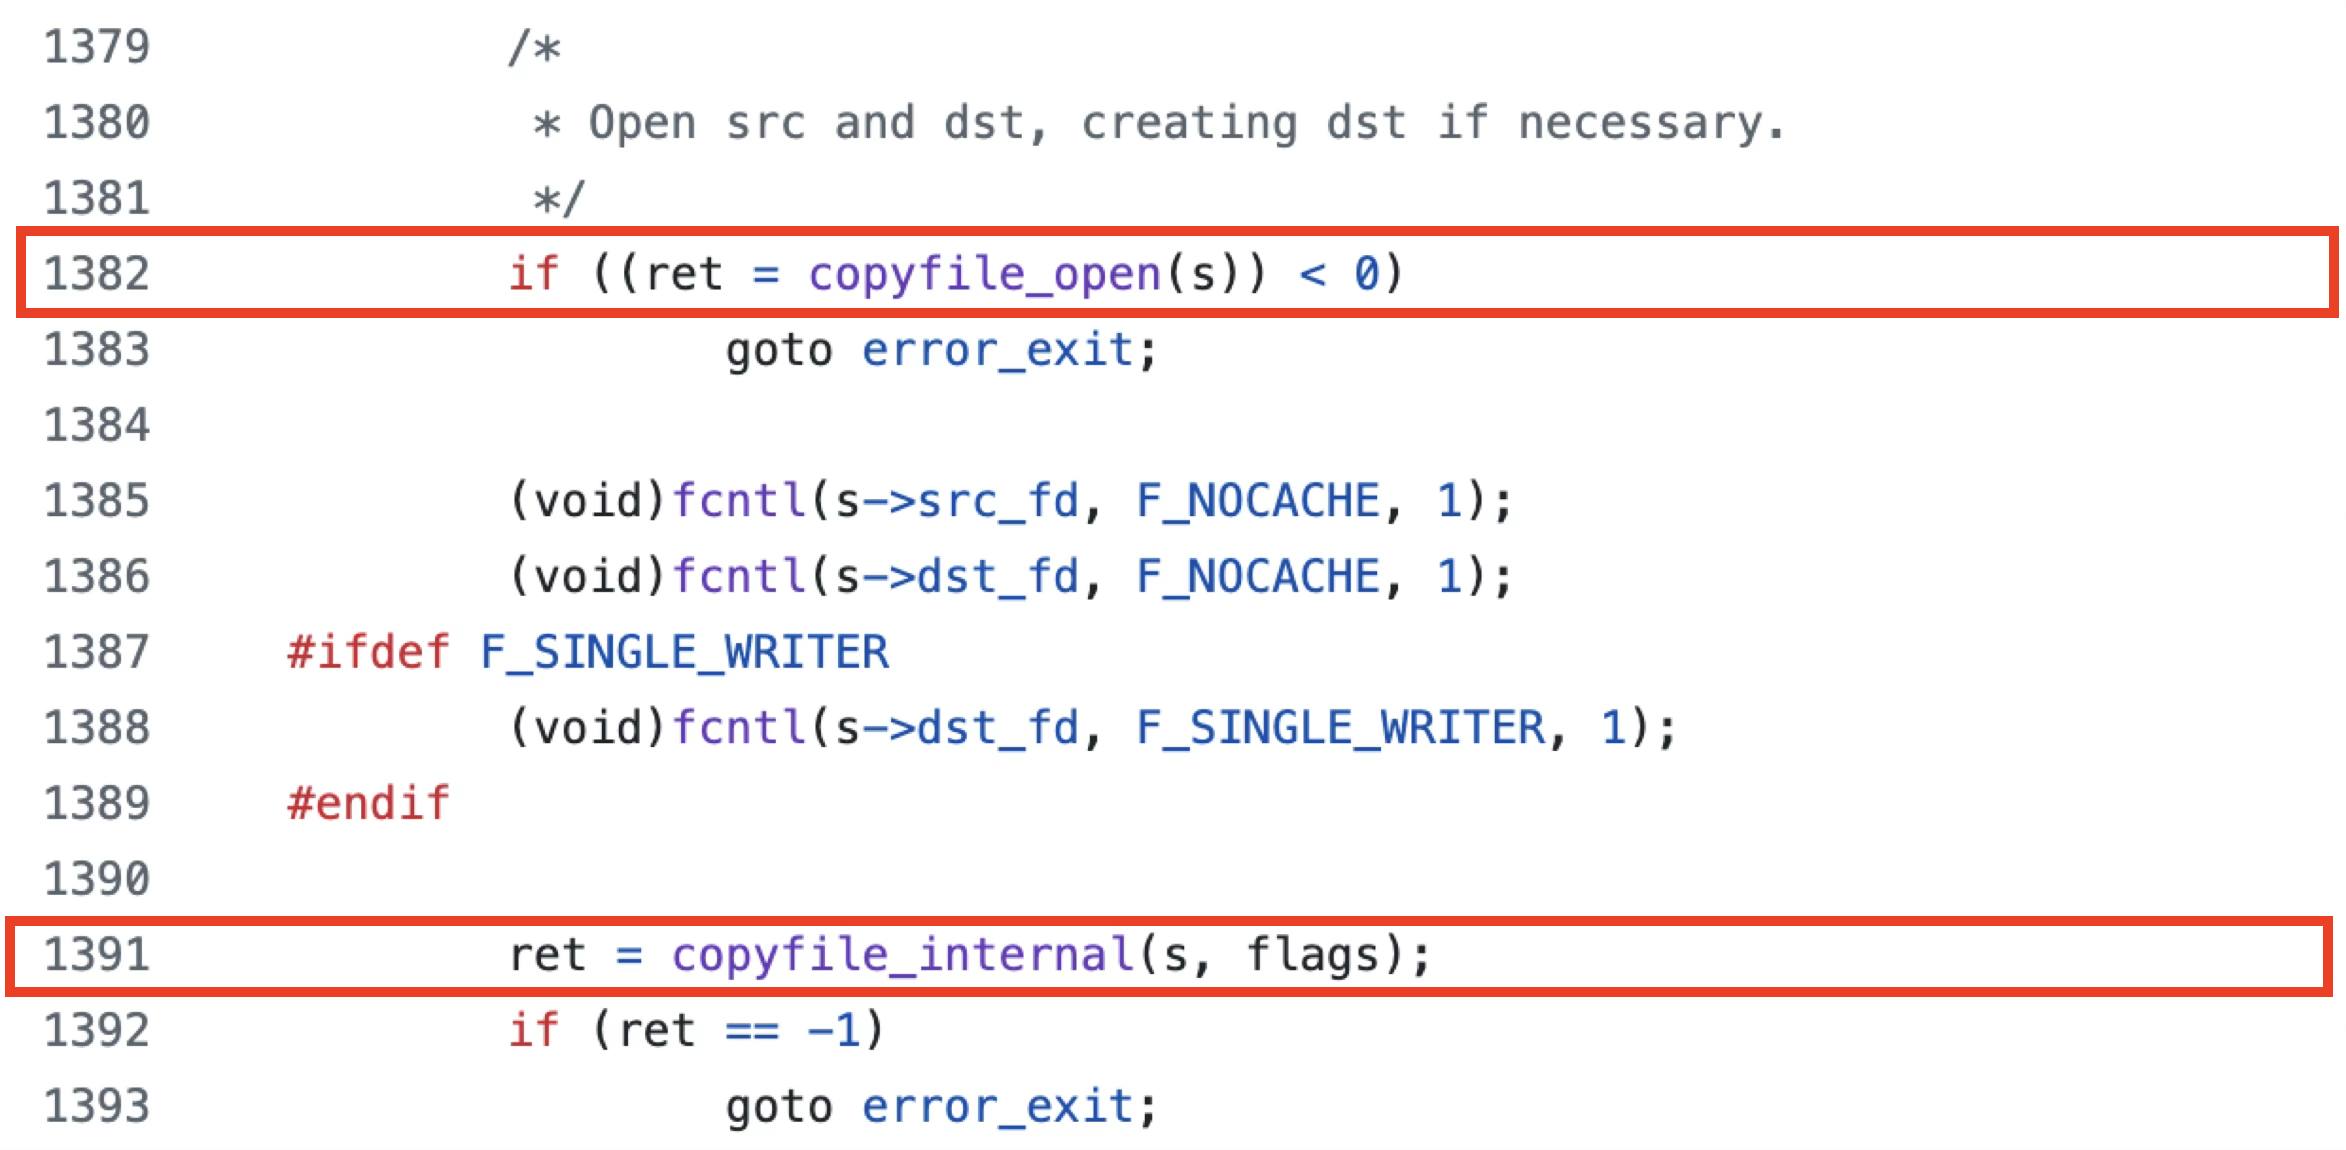 1379 /*
1380 * Open src and dst, creating dst if necessary.
1381 */
1382 if ((ret = copyfile_open(s)) < 0)
1383 goto error_exit;
1384
1385 (void)fcntl(s->src_fd, F_NOCACHE, 1);
1386 (void)fcntl(s->dst_fd, F_NOCACHE, 1);
1387 #ifdef F_SINGLE_WRITER
1388 (void)fcntl(s->dst_fd, F_SINGLE_WRITER, 1);
1389 #endif
1390
1391 ret = copyfile_internal(s, flags);
1392 if (ret == -1)
1393 goto error_exit;